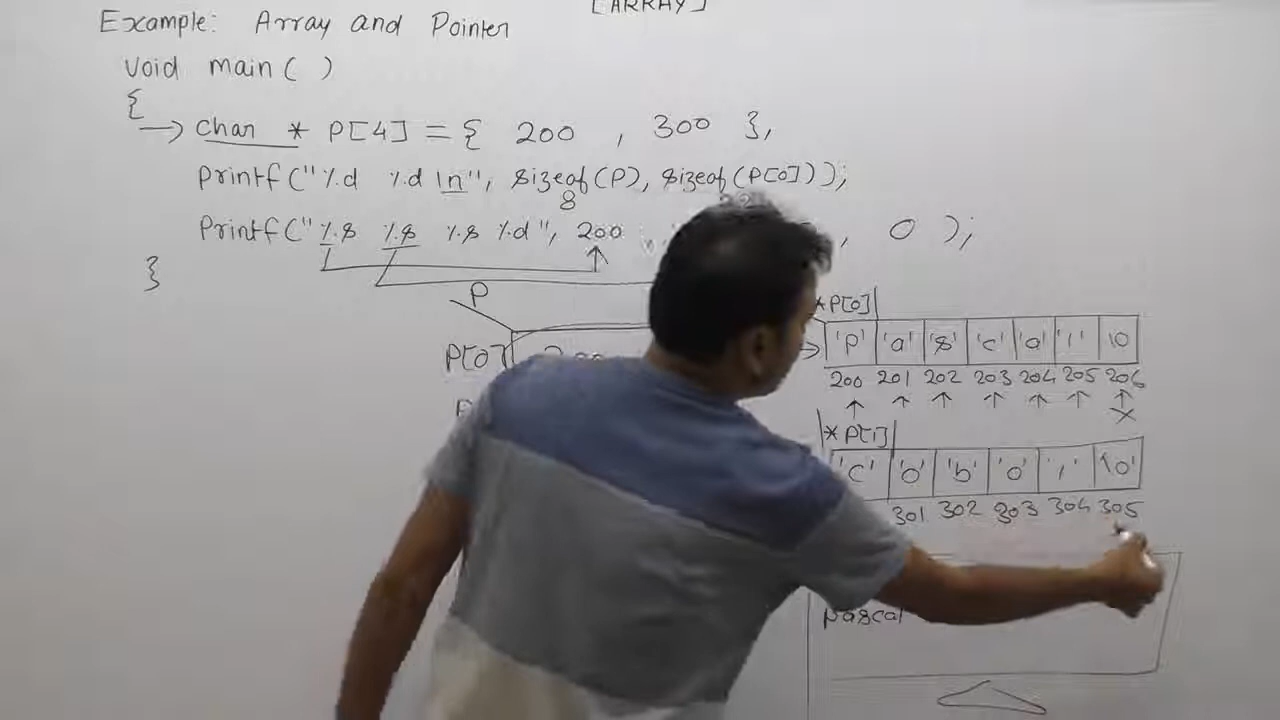 [ARRAY]
Example: Array and Pointer
void main( )
{
→ char * P[4] = { 200 , 300 };
printf("%d %d \n", sizeof(P), sizeof(P[0]));
8
printf("%s %s %s %d", 200 , 0 );
}
P
*P[0]
P[0] 'P' 'a' 's' 'c' 'a' 'l' \0
200 201 202 203 204 205 206
*P[1]
'c' 'o' 'b' 'o' 'l' '\0'
301 302 303 304 305
pascal